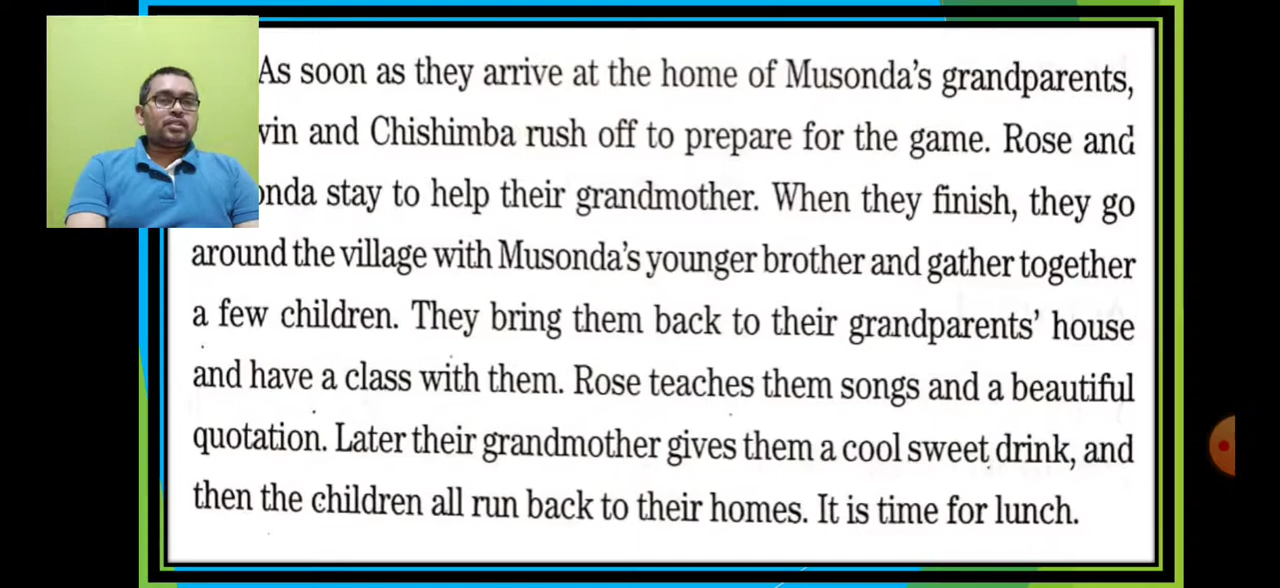 As soon as they arrive at the home of Musonda's grandparents,
and Chishimba rush off to prepare for the game. Rose and
stay to help their grandmother. When they finish, they go
around the village with Musonda's younger brother and gather together
a few children. They bring them back to their grandparents' house
and have a class with them. Rose teaches them songs and a beautiful
quotation. Later their grandmother gives them a cool sweet drink, and
then the children all run back to their homes. It is time for lunch.